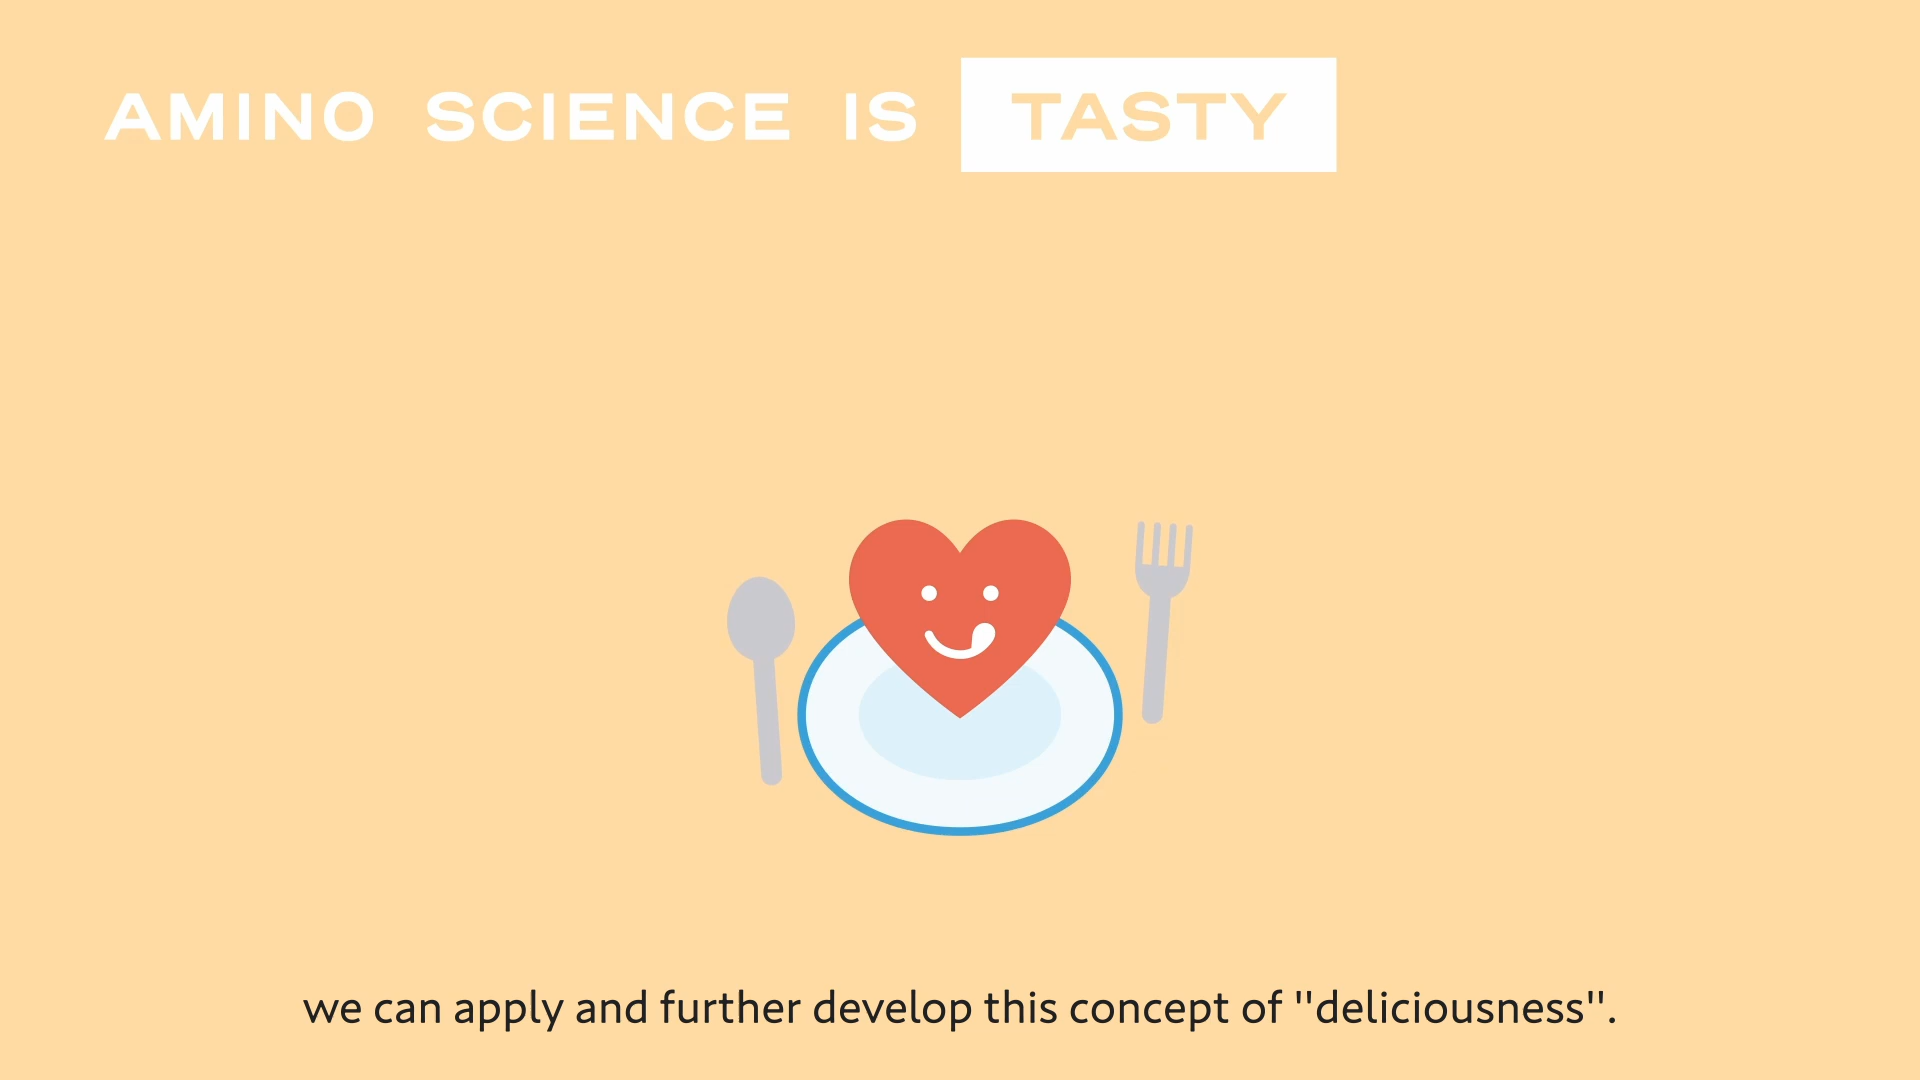 AMINO SCIENCE IS TASTY
we can apply and further develop this concept of "deliciousness".